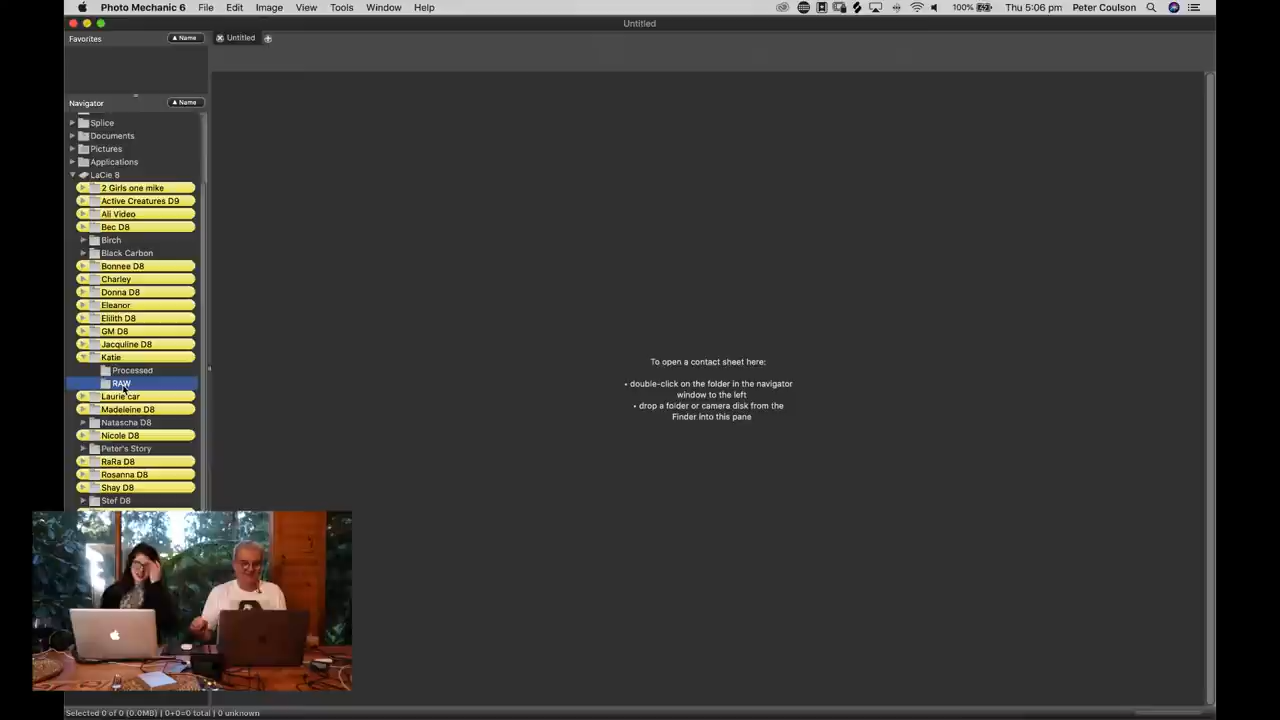 Photo Mechanic 6 File Edit Image View Tools Window Help 100% Thu 5:06 pm Peter Coulson
Untitled
Favorites ▲ Name Untitled
Navigator ▲ Name
Splice
Documents
Pictures
Applications
LaCie 8
2 Girls one mike
Active Creatures D9
Ali Video
Bec D8
Birch
Black Carbon
Bonnee D8
Charley
Donna D8
Eleanor
Elilith D8
GM D8
Jacquline D8
Katie
Processed
RAW
Laurie car
Madeleine D8
Natascha D8
Nicole D8
Peter's Story
RaRa D8
Rosanna D8
Shay D8
Stef D8
To open a contact sheet here:
• double-click on the folder in the navigator
window to the left
• drop a folder or camera disk from the
Finder into this pane
Selected 0 of 0 (0.0MB) | 0+0=0 total | 0 unknown